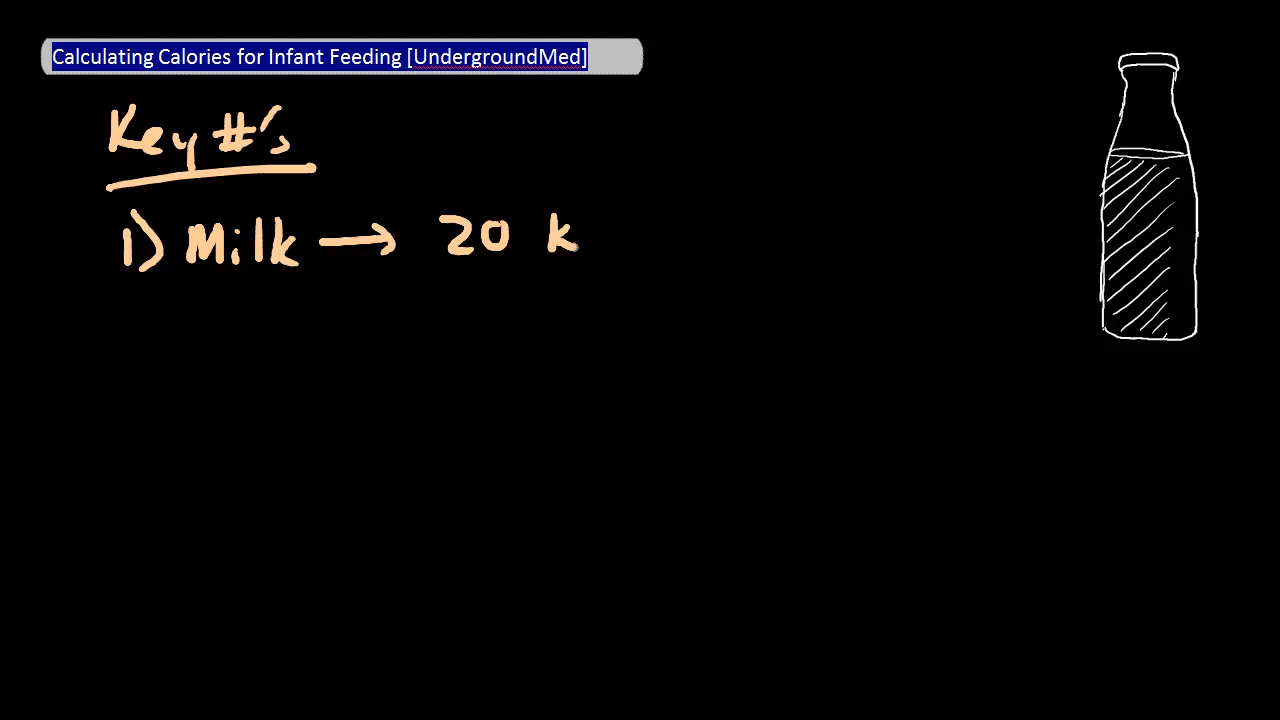 Calculating Calories for Infant Feeding [UndergroundMed]
Key #'s
1) Milk → 20 k